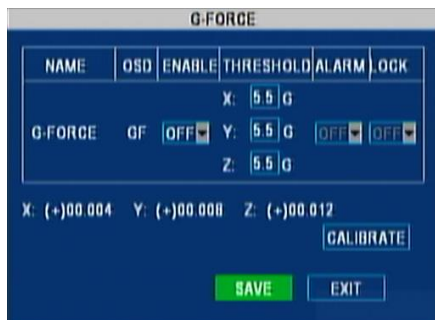 G-FORCE
NAME OSD ENABLE THRESHOLD ALARM LOCK
X: 5.5 G
G-FORCE GF OFF Y: 5.5 G OFF OFF
Z: 5.5 G
X: (+)00.004 Y: (+)00.008 Z: (+)00.012
CALIBRATE
SAVE EXIT